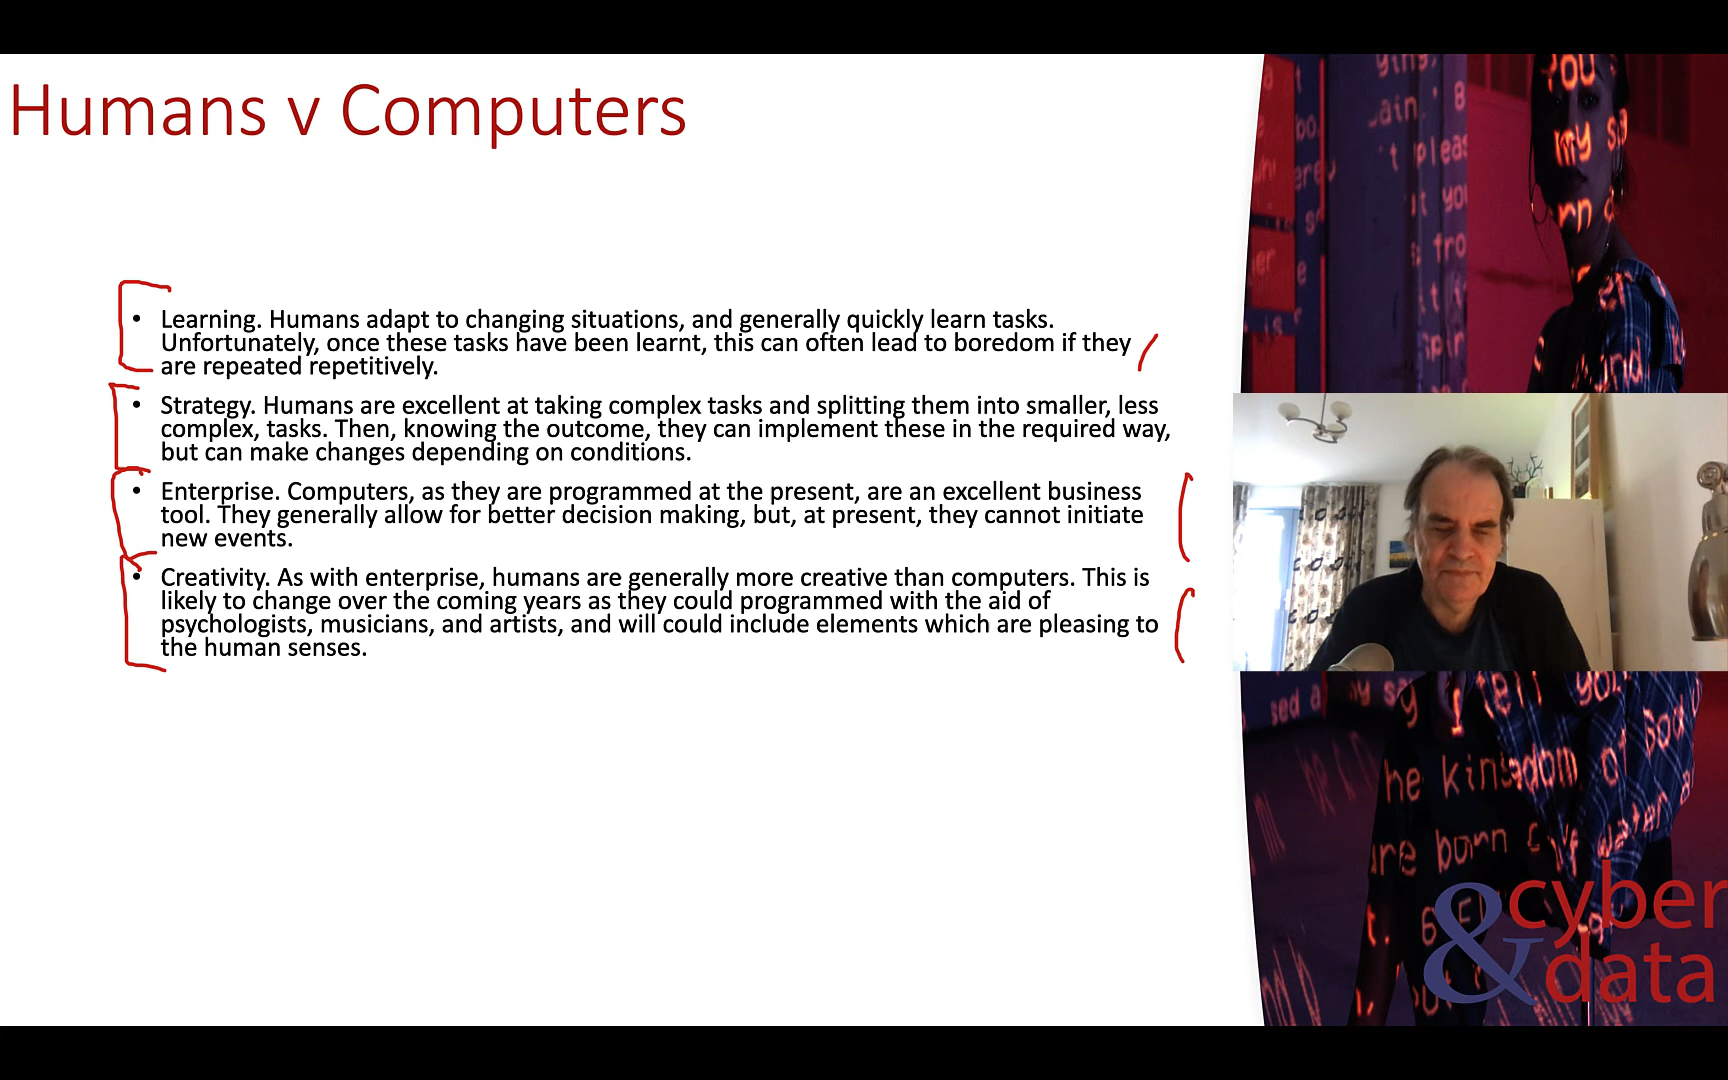 Humans v Computers
• Learning. Humans adapt to changing situations, and generally quickly learn tasks.
Unfortunately, once these tasks have been learnt, this can often lead to boredom if they
are repeated repetitively.
• Strategy. Humans are excellent at taking complex tasks and splitting them into smaller, less
complex, tasks. Then, knowing the outcome, they can implement these in the required way,
but can make changes depending on conditions.
• Enterprise. Computers, as they are programmed at the present, are an excellent business
tool. They generally allow for better decision making, but, at present, they cannot initiate
new events.
• Creativity. As with enterprise, humans are generally more creative than computers. This is
likely to change over the coming years as they could programmed with the aid of
psychologists, musicians, and artists, and will could include elements which are pleasing to
the human senses.
my
kingdom of
born
water
&cyber
data